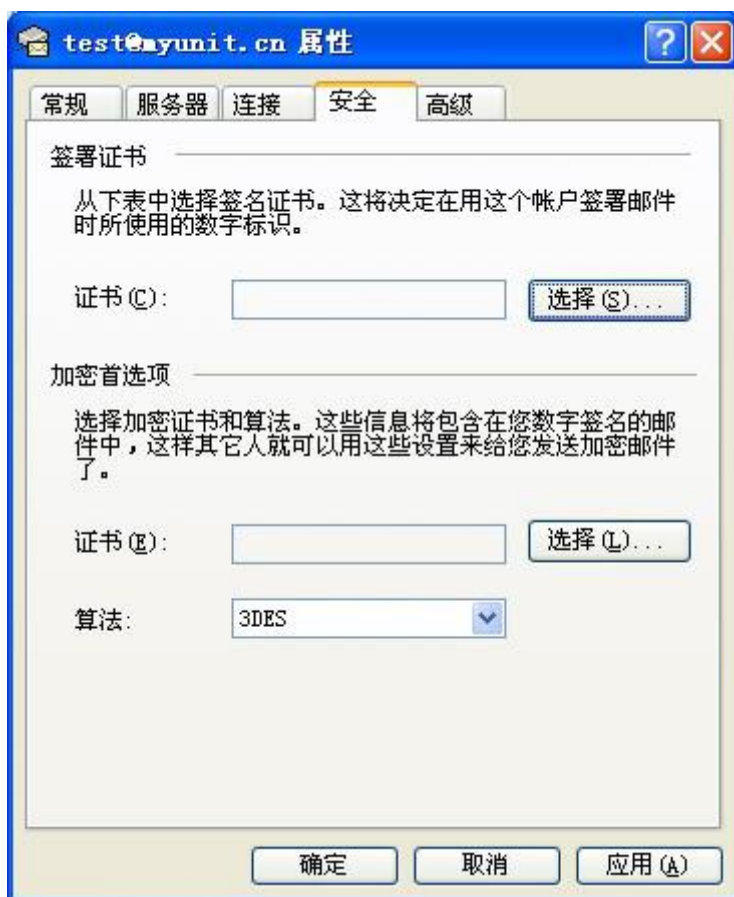 test@myunit.cn 属性
常规 服务器 连接 安全 高级
签署证书
从下表中选择签名证书。这将决定在用这个帐户签署邮件
时所使用的数字标识。
证书(C): 选择(S)...
加密首选项
选择加密证书和算法。这些信息将包含在您数字签名的邮
件中，这样其它人就可以用这些设置来给您发送加密邮件
了。
证书(E): 选择(L)...
算法: 3DES
确定 取消 应用(A)